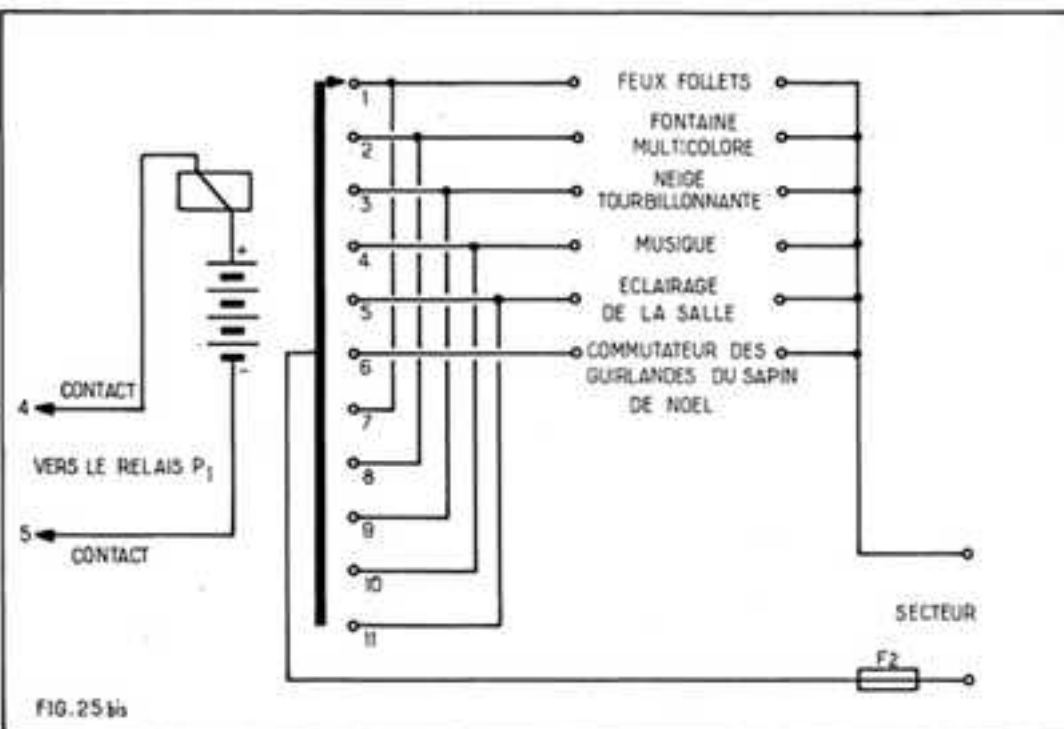 1
FEUX FOLLETS
2
FONTAINE
MULTICOLORE
3
NEIGE
TOURBILLONNANTE
4
MUSIQUE
5
ECLAIRAGE
DE LA SALLE
6
COMMUTATEUR DES
GUIRLANDES DU SAPIN
DE NOEL
7
8
9
10
11
+
-
4 CONTACT
VERS LE RELAIS P1
5
CONTACT
SECTEUR
F2
FIG.25 bis